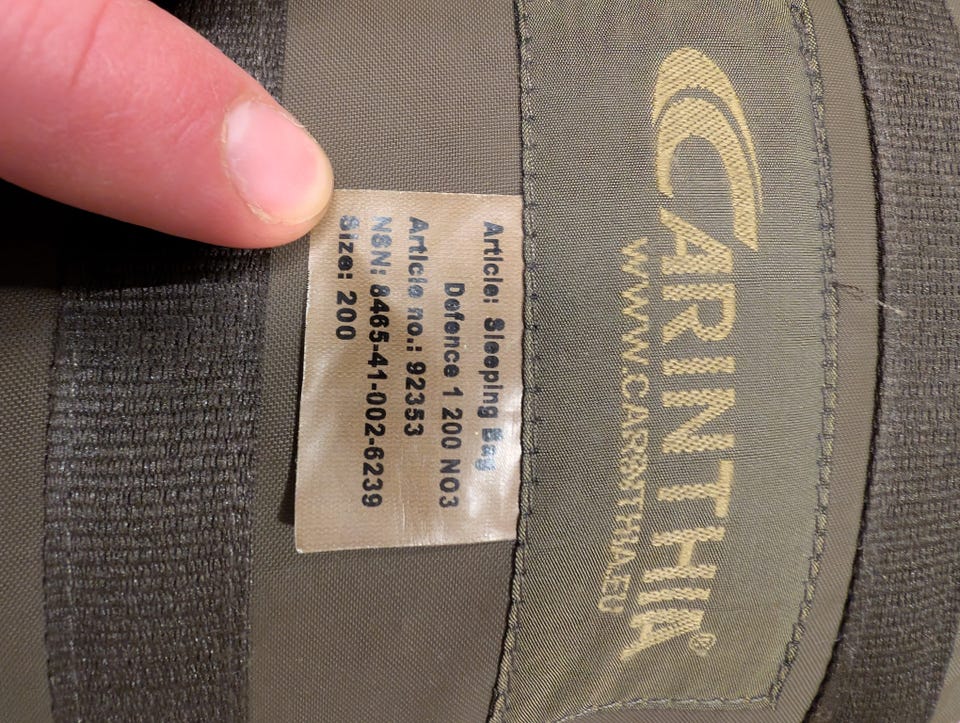 CARINTHIA®
WWW.CARINTHIA.EU
Article: Sleeping Bag
Defence 1 200 NO3
Article no.: 92353
NSN: 8465-41-002-6239
Size: 200